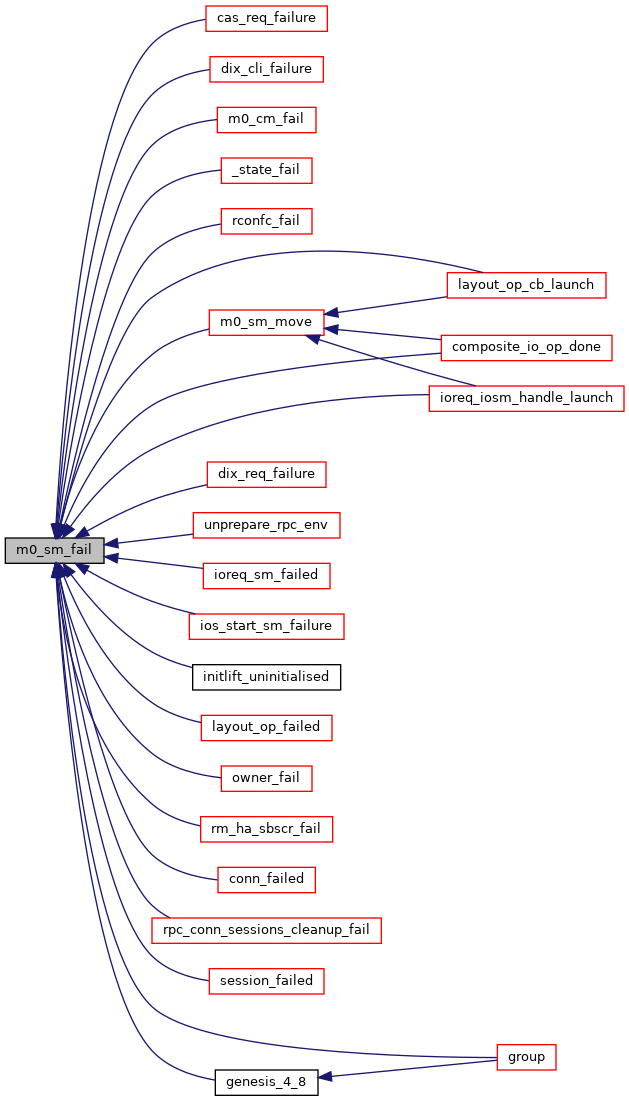 cas_req_failure
dix_cli_failure
m0_cm_fail
_state_fail
rconfc_fail
layout_op_cb_launch
m0_sm_move
composite_io_op_done
ioreq_iosm_handle_launch
dix_req_failure
unprepare_rpc_env
m0_sm_fail
ioreq_sm_failed
ios_start_sm_failure
initlift_uninitialised
layout_op_failed
owner_fail
rm_ha_sbscr_fail
conn_failed
rpc_conn_sessions_cleanup_fail
session_failed
group
genesis_4_8